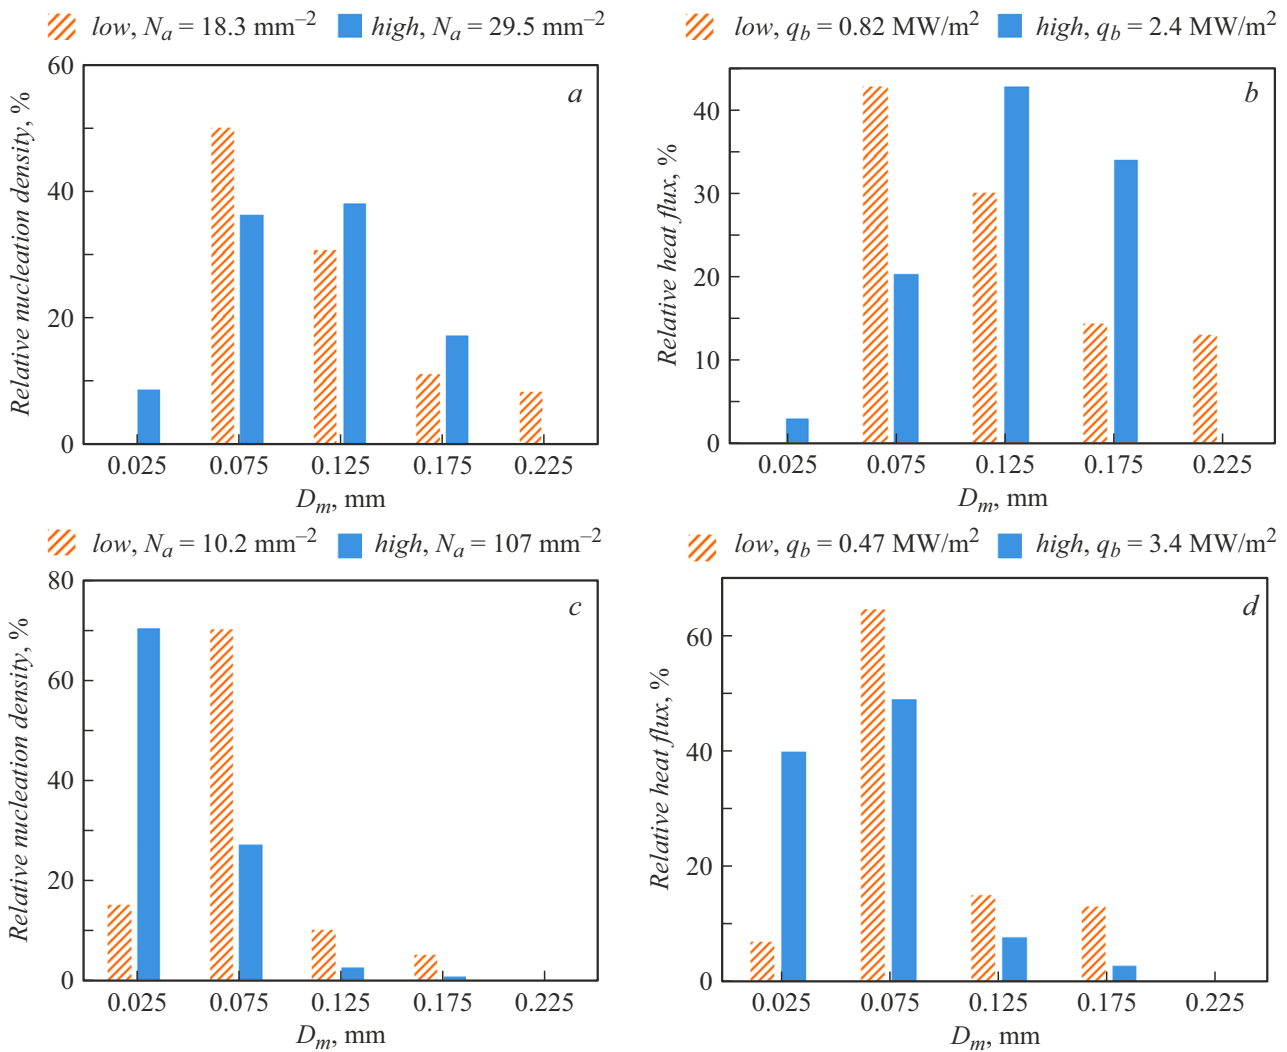 low, Nₐ = 18.3 mm⁻² high, Nₐ = 29.5 mm⁻²
a
Relative nucleation density, %
60
40
20
0
0.025 0.075 0.125 0.175 0.225
Dₘ, mm
low, q_b = 0.82 MW/m² high, q_b = 2.4 MW/m²
b
Relative heat flux, %
40
30
20
10
0
0.025 0.075 0.125 0.175 0.225
Dₘ, mm
low, Nₐ = 10.2 mm⁻² high, Nₐ = 107 mm⁻²
c
Relative nucleation density, %
80
60
40
20
0
0.025 0.075 0.125 0.175 0.225
Dₘ, mm
low, q_b = 0.47 MW/m² high, q_b = 3.4 MW/m²
d
Relative heat flux, %
60
40
20
0
0.025 0.075 0.125 0.175 0.225
Dₘ, mm